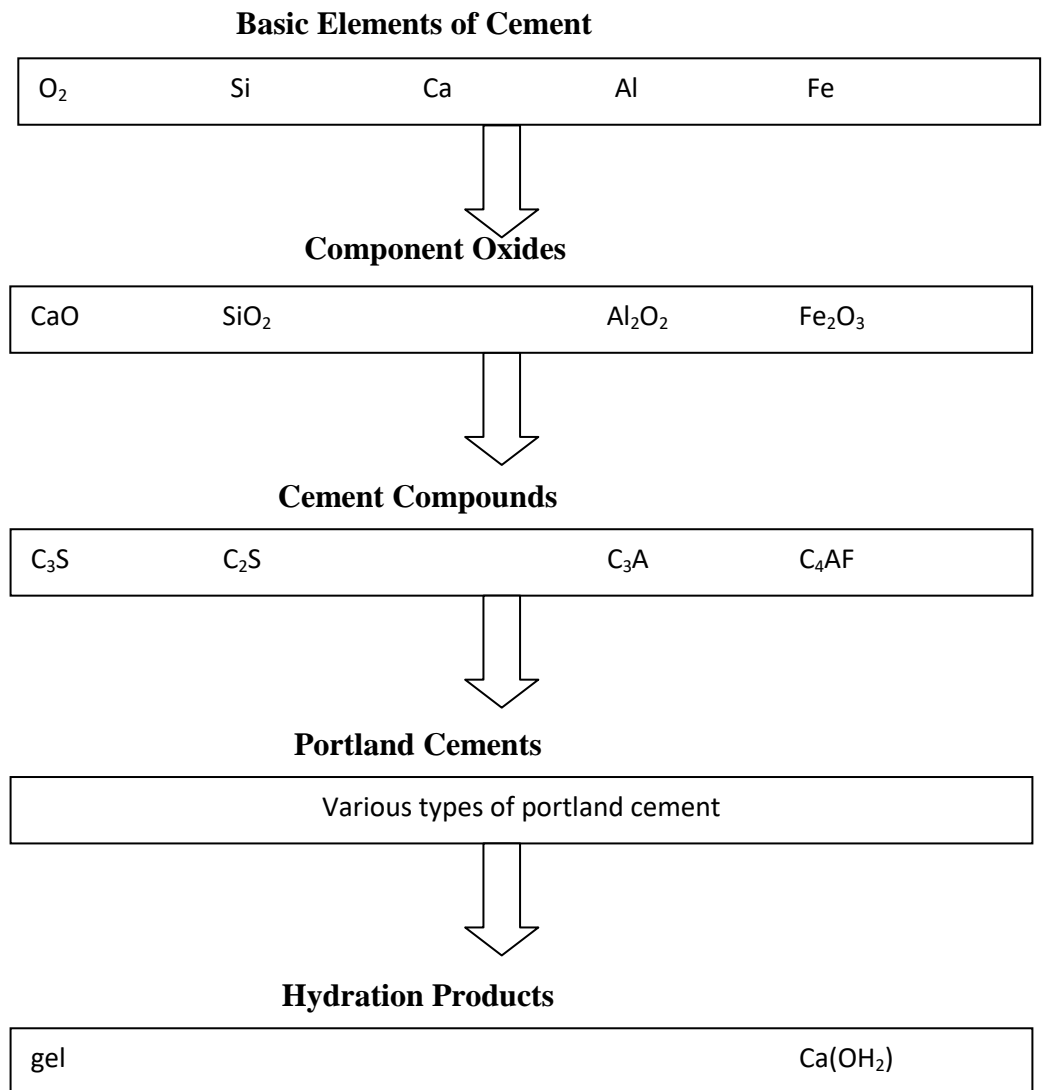 Basic Elements of Cement
O₂ Si Ca Al Fe
Component Oxides
CaO SiO₂ Al₂O₂ Fe₂O₃
Cement Compounds
C₃S C₂S C₃A C₄AF
Portland Cements
Various types of portland cement
Hydration Products
gel Ca(OH₂)